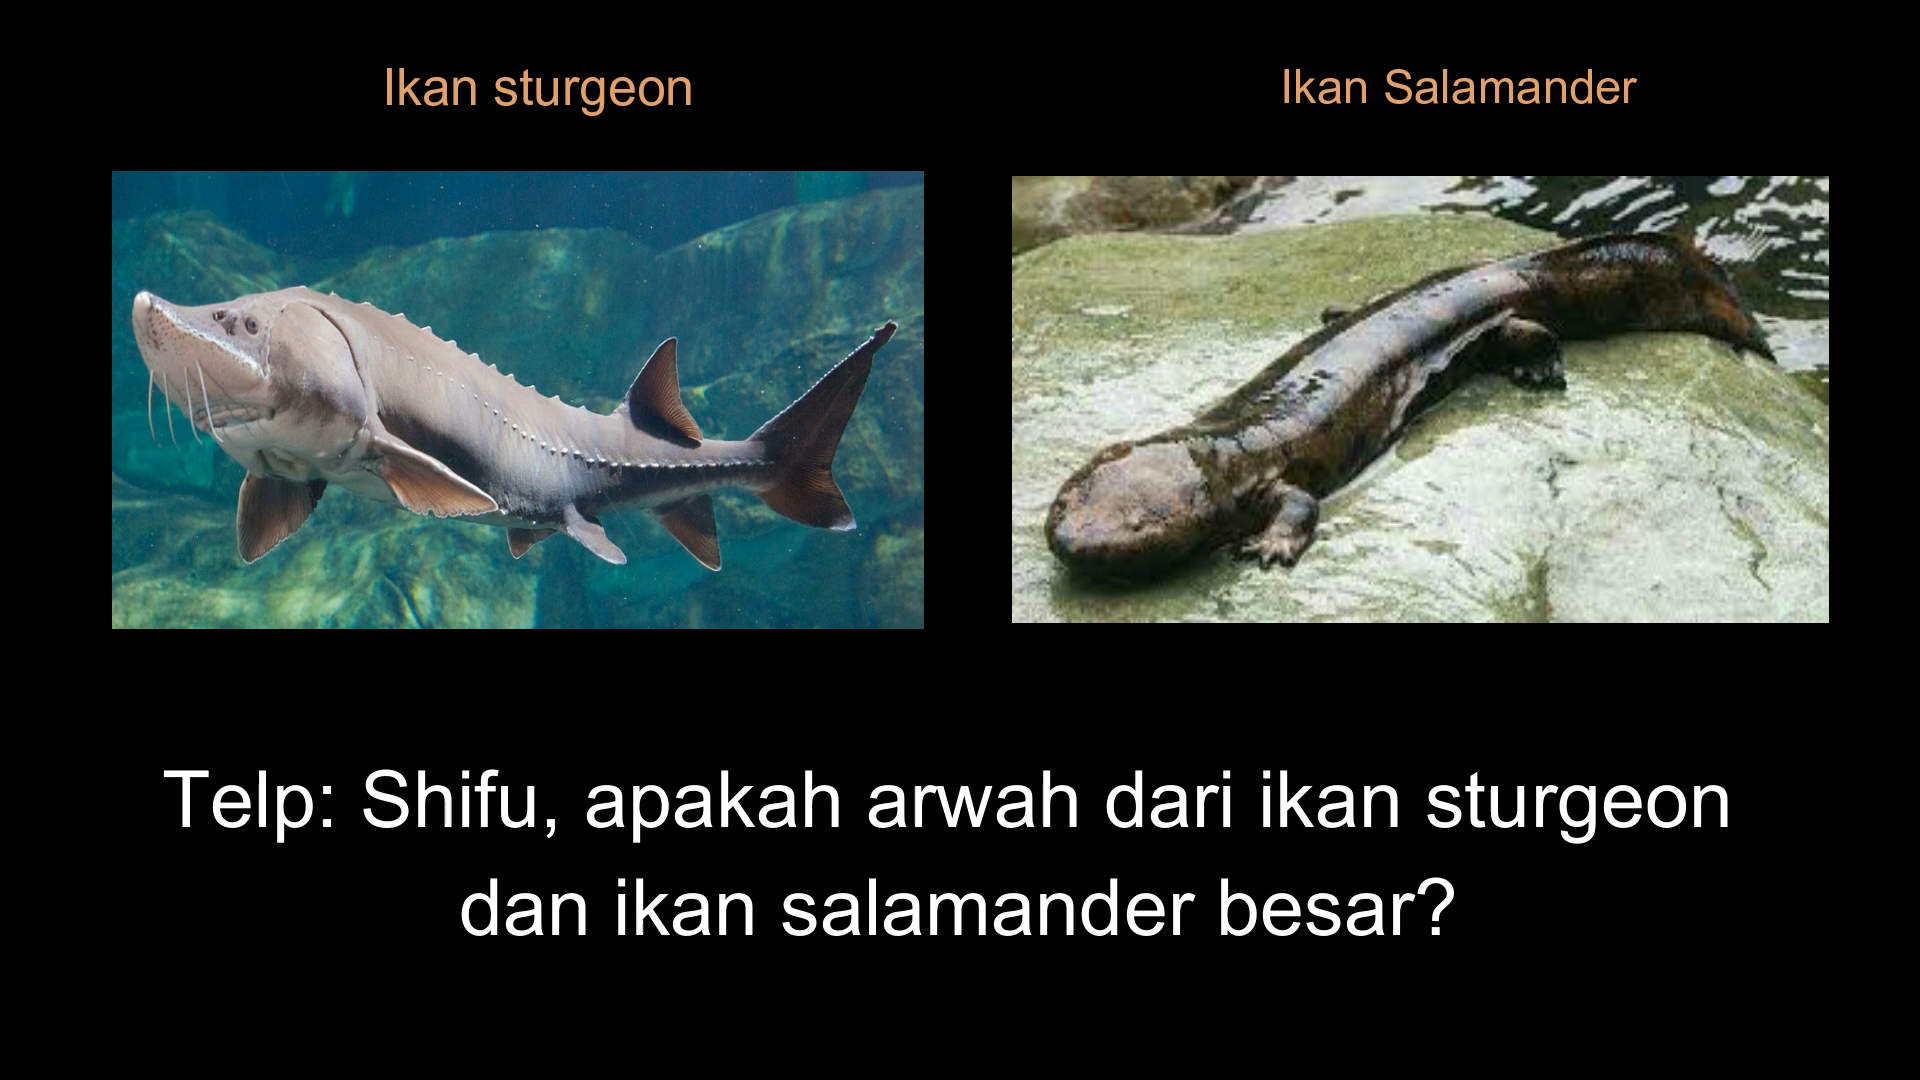 Ikan sturgeon
Ikan Salamander
Telp: Shifu, apakah arwah dari ikan sturgeon
dan ikan salamander besar?